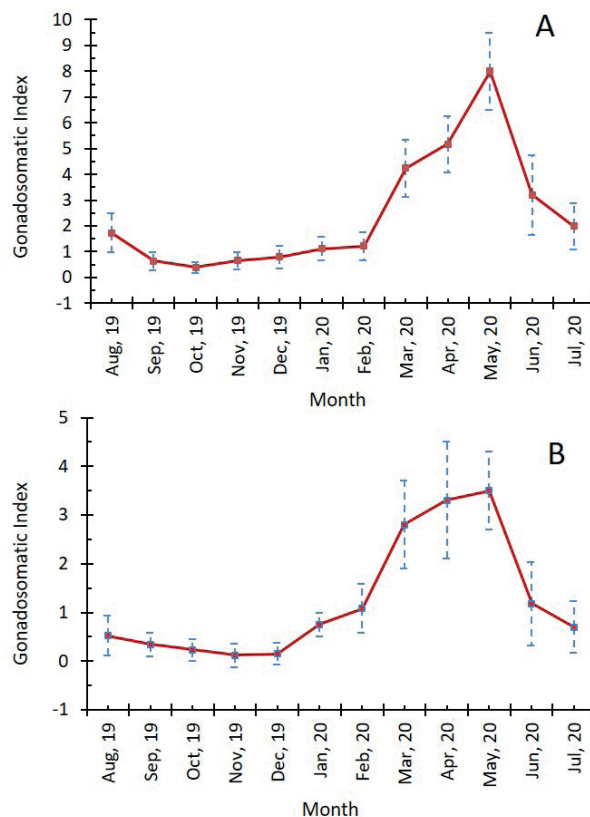 A
Gonadosomatic Index
10
9
8
7
6
5
4
3
2
1
0
-1
Aug, 19
Sep, 19
Oct, 19
Nov, 19
Dec, 19
Jan, 20
Feb, 20
Mar, 20
Apr, 20
May, 20
Jun, 20
Jul, 20
Month
B
Gonadosomatic Index
5
4
3
2
1
0
-1
Aug, 19
Sep, 19
Oct, 19
Nov, 19
Dec, 19
Jan, 20
Feb, 20
Mar, 20
Apr, 20
May, 20
Jun, 20
Jul, 20
Month